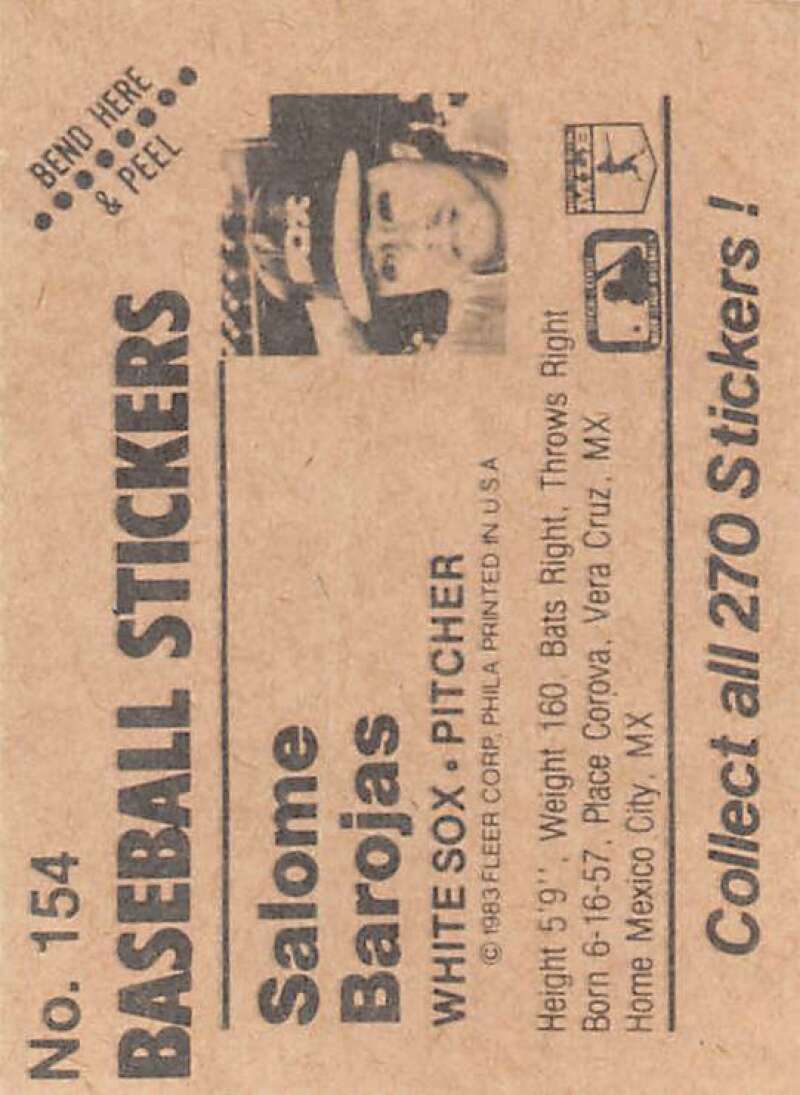 No. 154
BEND HERE
& PEEL
BASEBALL STICKERS
Salome
Barojas
WHITE SOX • PITCHER
© 1983 FLEER CORP. PHILA PRINTED IN U.S.A
Height 5'9'', Weight 160. Bats Right, Throws Right
Born 6-16-57, Place Corova, Vera Cruz, MX
Home Mexico City, MX
Collect all 270 Stickers!
SOX